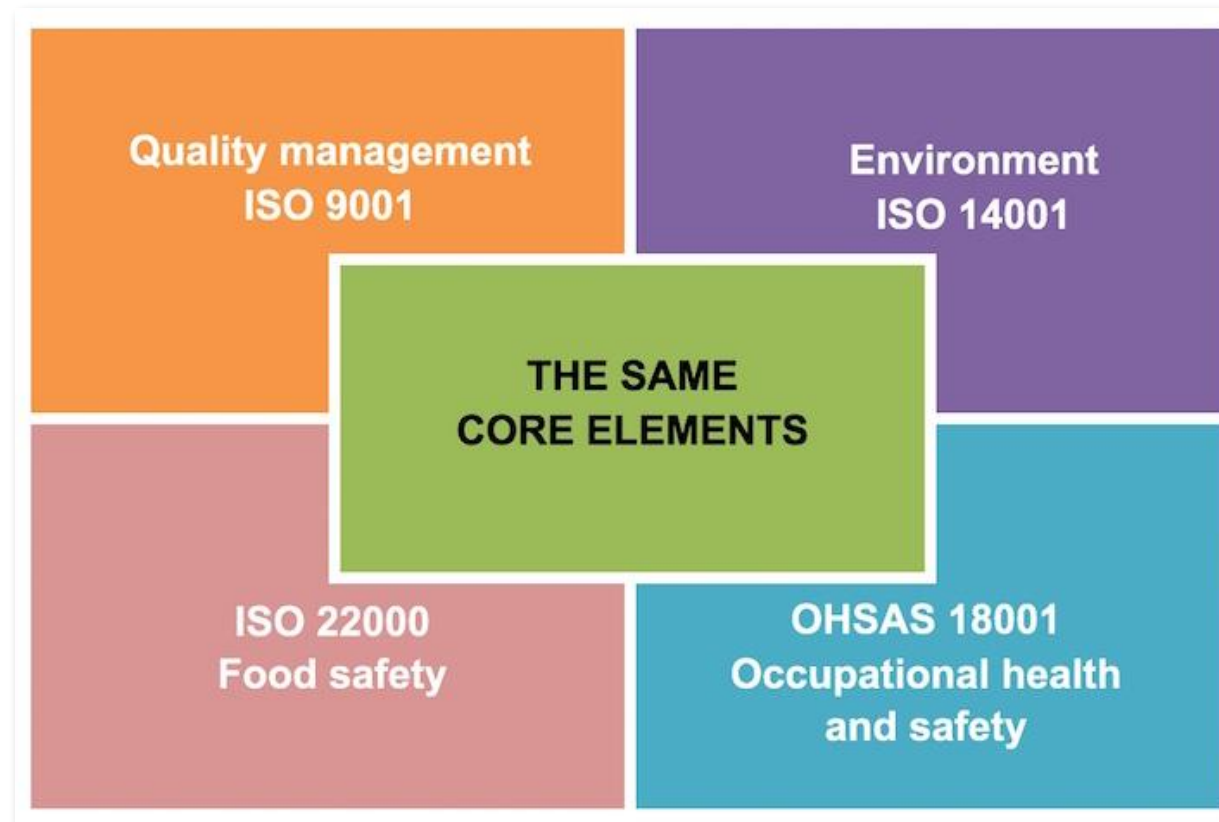 Quality management
ISO 9001
Environment
ISO 14001
THE SAME
CORE ELEMENTS
ISO 22000
Food safety
OHSAS 18001
Occupational health
and safety